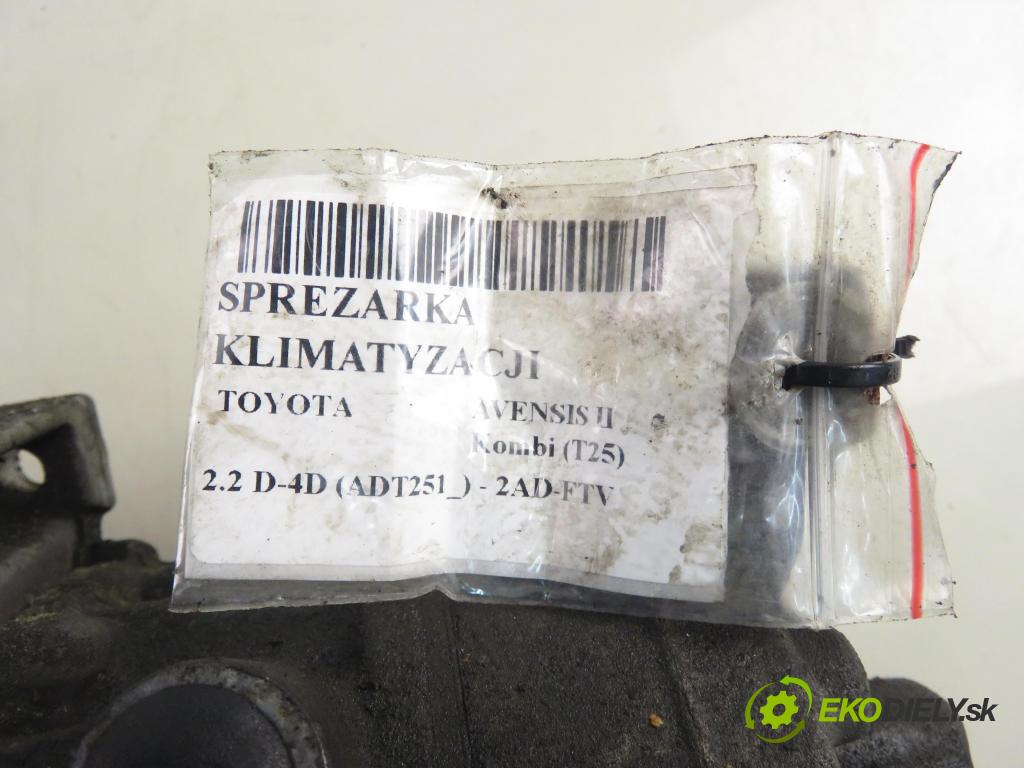 SPREZARKA
KLIMATYZACJI
TOYOTA AVENSIS II
Kombi (T25)
2.2 D-4D (ADT251_) - 2AD-FTV
EKODIELY.sk